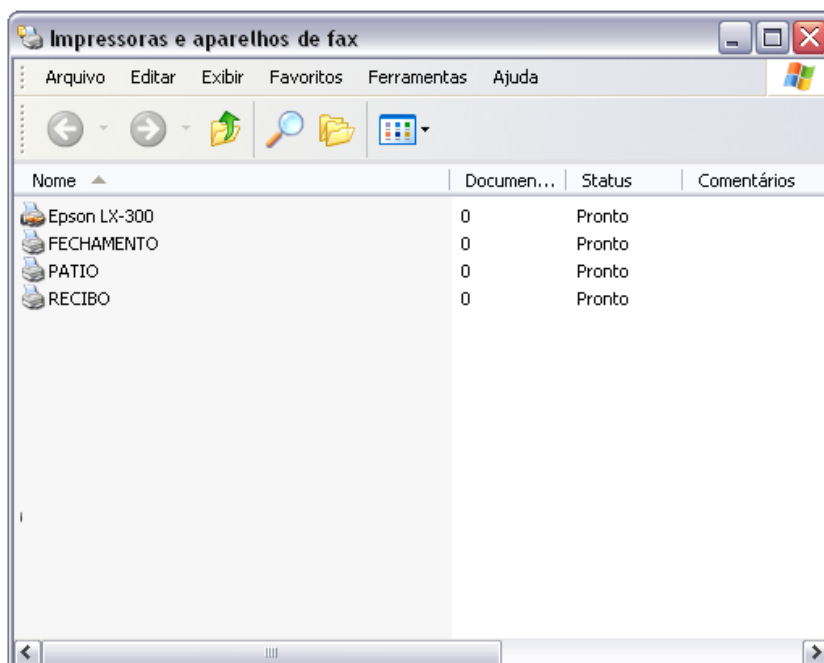 Impressoras e aparelhos de fax
Arquivo Editar Exibir Favoritos Ferramentas Ajuda
Nome Documen... Status Comentários
Epson LX-300 0 Pronto
FECHAMENTO 0 Pronto
PATIO 0 Pronto
RECIBO 0 Pronto